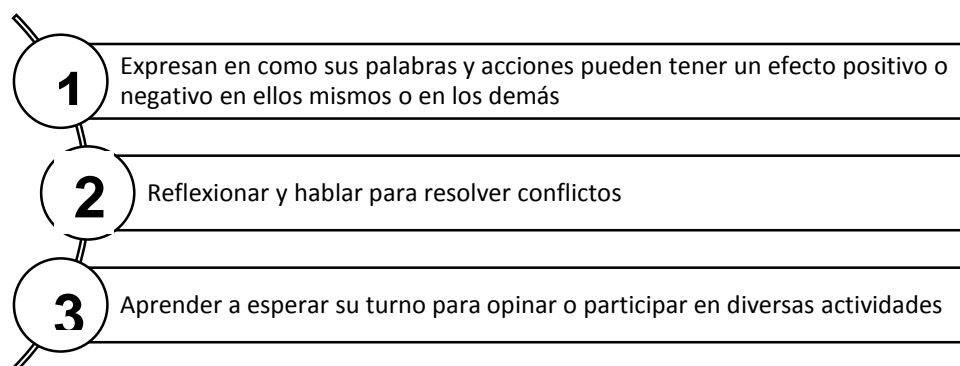 1
Expresan en como sus palabras y acciones pueden tener un efecto positivo o
negativo en ellos mismos o en los demás
2
Reflexionar y hablar para resolver conflictos
3
Aprender a esperar su turno para opinar o participar en diversas actividades